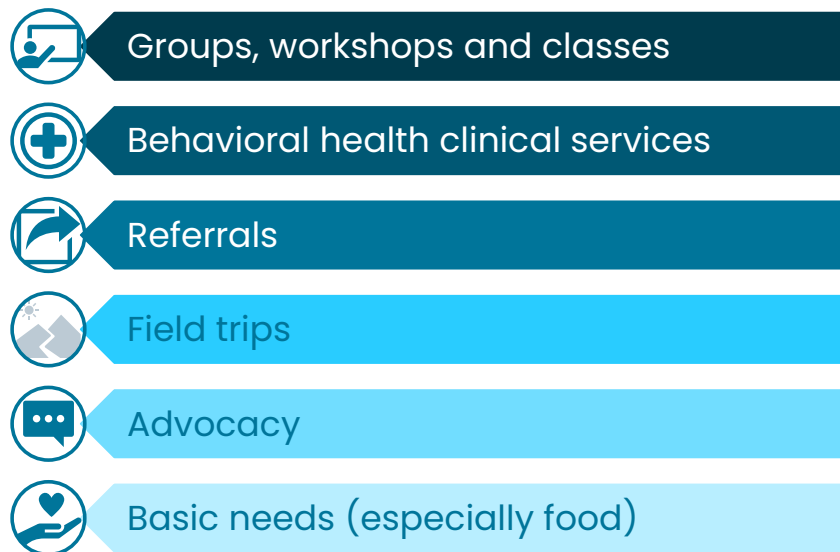 Groups, workshops and classes
Behavioral health clinical services
Referrals
Field trips
Advocacy
Basic needs (especially food)